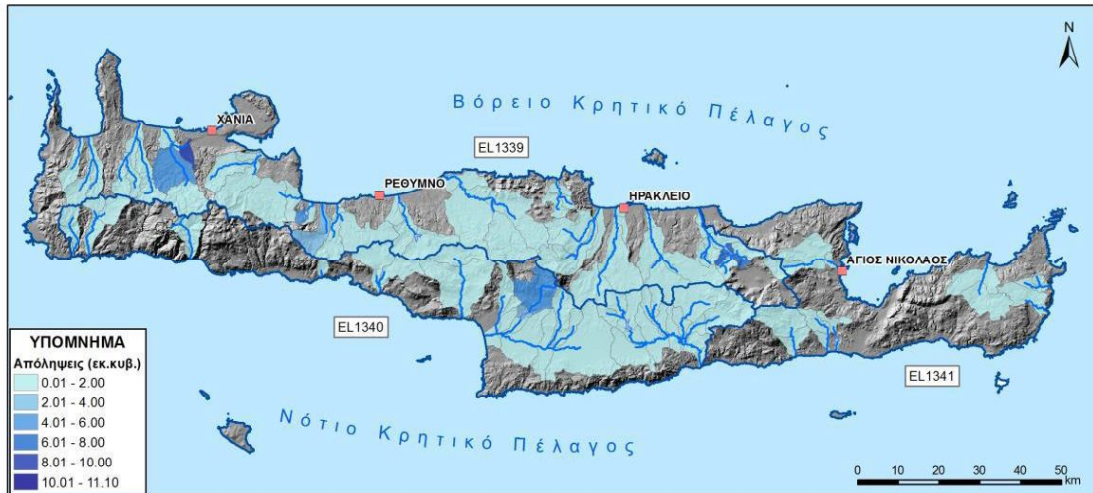 N
Βόρειο Κρητικό Πέλαγος
ΧΑΝΙΑ
EL1339
ΡΕΘΥΜΝΟ
ΗΡΑΚΛΕΙΟ
ΑΓΙΟΣ ΝΙΚΟΛΑΟΣ
EL1340
EL1341
Νότιο Κρητικό Πέλαγος
ΥΠΟΜΝΗΜΑ
Απόληψεις (εκ.κυβ.)
0.01 - 2.00
2.01 - 4.00
4.01 - 6.00
6.01 - 8.00
8.01 - 10.00
10.01 - 11.10
0 10 20 30 40 50
km